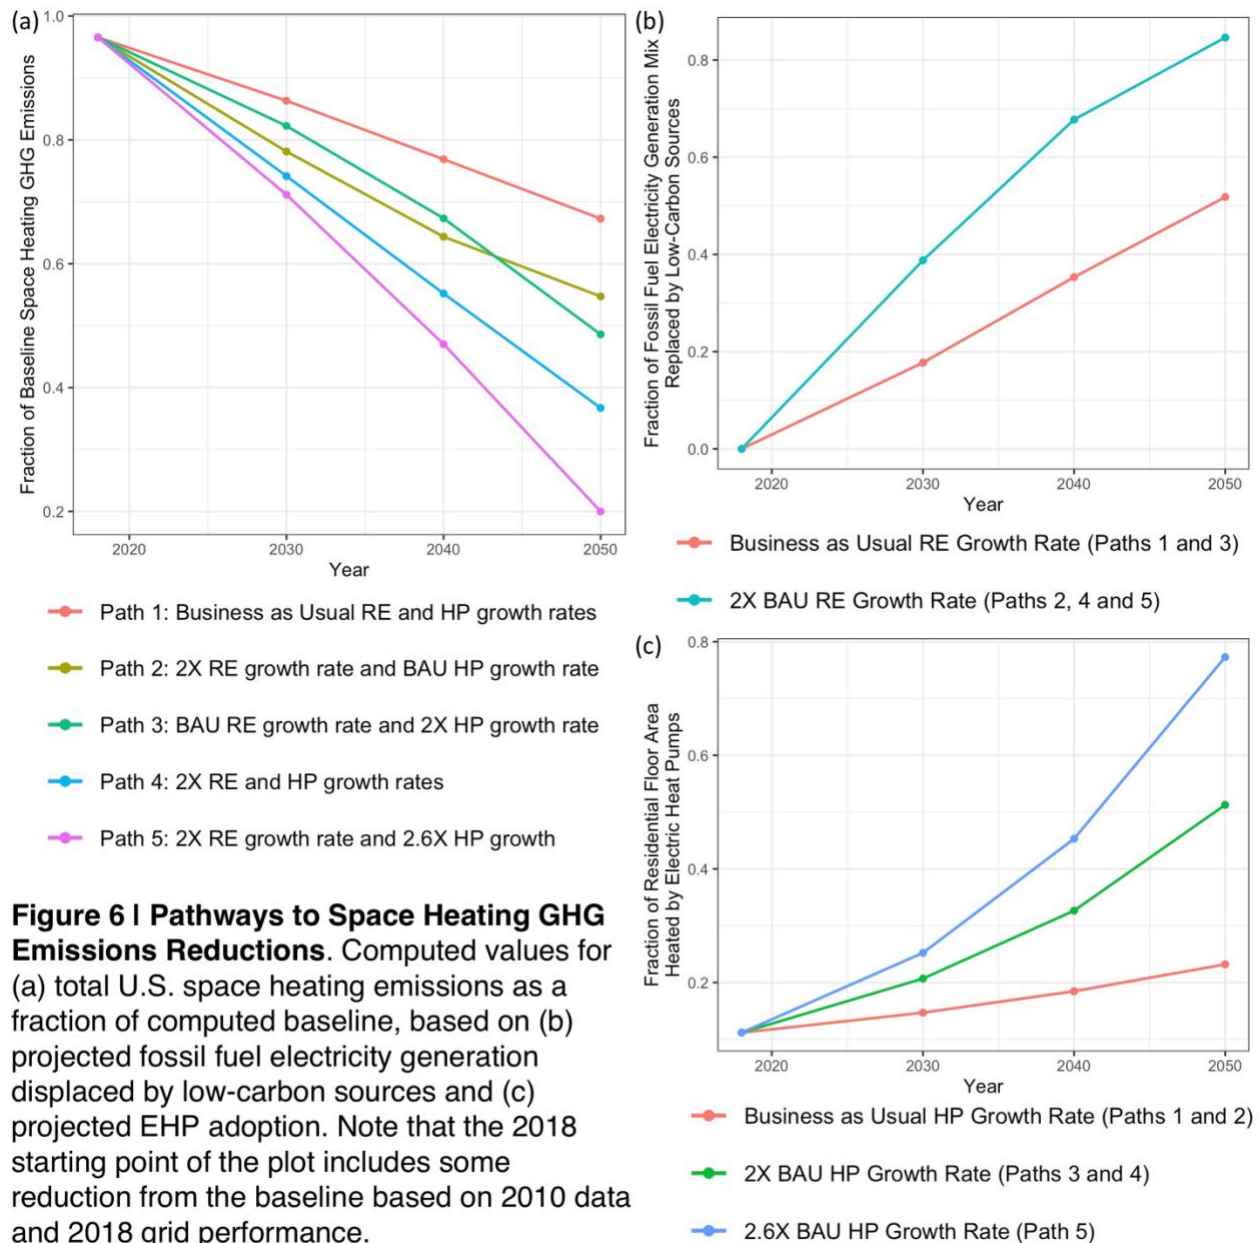 (a)
Fraction of Baseline Space Heating GHG Emissions
1.0
0.8
0.6
0.4
0.2
2020 2030 2040 2050
Year
Path 1: Business as Usual RE and HP growth rates
Path 2: 2X RE growth rate and BAU HP growth rate
Path 3: BAU RE growth rate and 2X HP growth rate
Path 4: 2X RE and HP growth rates
Path 5: 2X RE growth rate and 2.6X HP growth
(b)
Fraction of Fossil Fuel Electricity Generation Mix
Replaced by Low-Carbon Sources
0.8
0.6
0.4
0.2
0.0
2020 2030 2040 2050
Year
Business as Usual RE Growth Rate (Paths 1 and 3)
2X BAU RE Growth Rate (Paths 2, 4 and 5)
(c)
Fraction of Residential Floor Area
Heated by Electric Heat Pumps
0.8
0.6
0.4
0.2
2020 2030 2040 2050
Year
Business as Usual HP Growth Rate (Paths 1 and 2)
2X BAU HP Growth Rate (Paths 3 and 4)
2.6X BAU HP Growth Rate (Path 5)
Figure 6 | Pathways to Space Heating GHG
Emissions Reductions. Computed values for
(a) total U.S. space heating emissions as a
fraction of computed baseline, based on (b)
projected fossil fuel electricity generation
displaced by low-carbon sources and (c)
projected EHP adoption. Note that the 2018
starting point of the plot includes some
reduction from the baseline based on 2010 data
and 2018 grid performance.